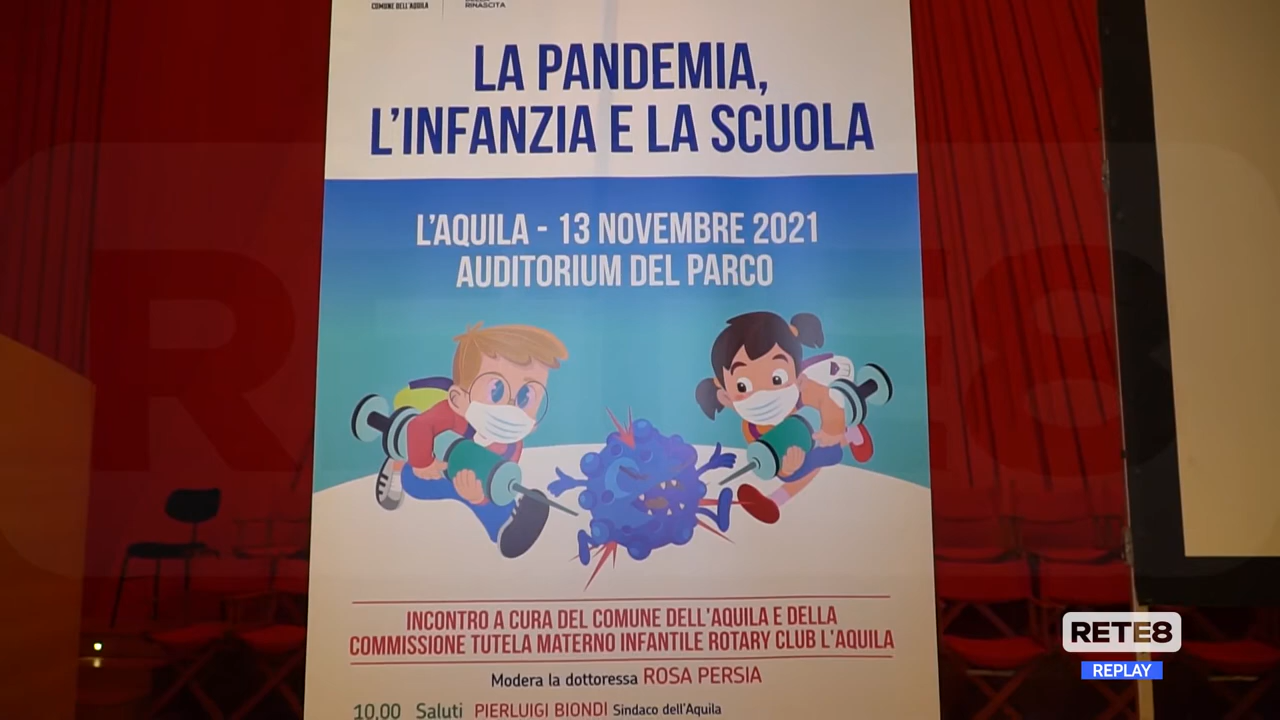 COMUNE DELL'AQUILA
RINASCITA
LA PANDEMIA,
L'INFANZIA E LA SCUOLA
L'AQUILA - 13 NOVEMBRE 2021
AUDITORIUM DEL PARCO
INCONTRO A CURA DEL COMUNE DELL'AQUILA E DELLA
COMMISSIONE TUTELA MATERNO INFANTILE ROTARY CLUB L'AQUILA
Modera la dottoressa ROSA PERSIA
10,00 Saluti PIERLUIGI BIONDI Sindaco dell'Aquila
RETE8
REPLAY
RETE8